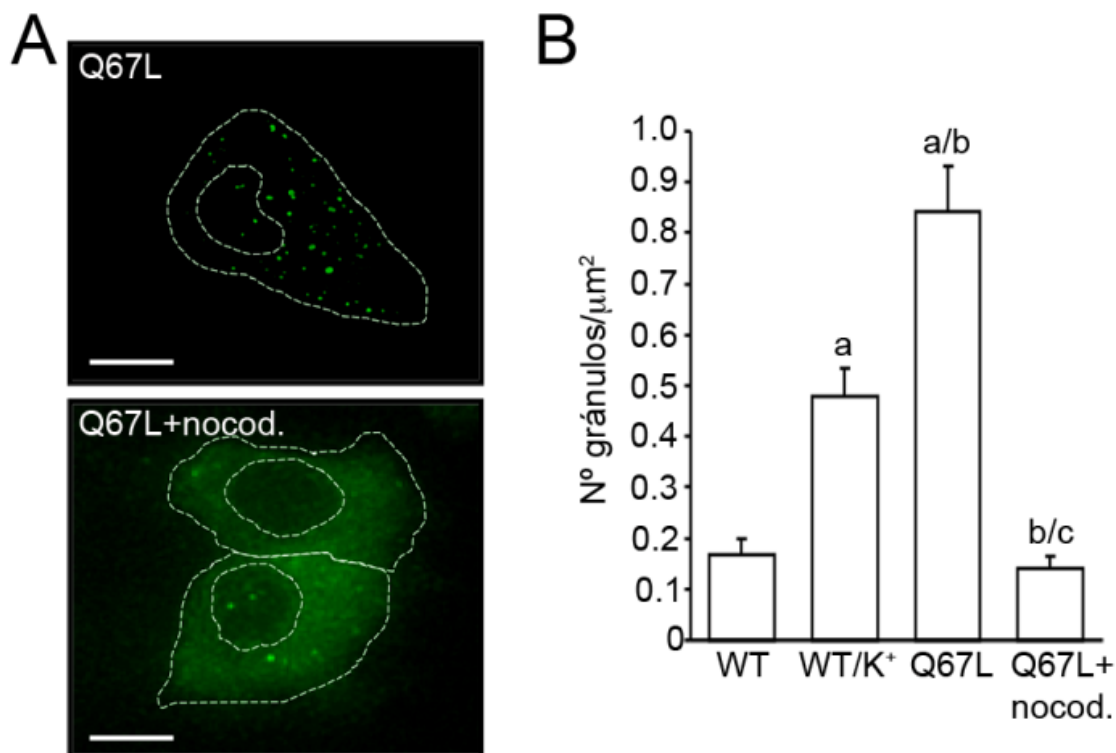 A
Q67L
Q67L+nocod.
B
Nº gránulos/μm²
1.0
0.9
0.8
0.7
0.6
0.5
0.4
0.3
0.2
0.1
0
a
a/b
b/c
WT
WT/K⁺
Q67L
Q67L+
nocod.